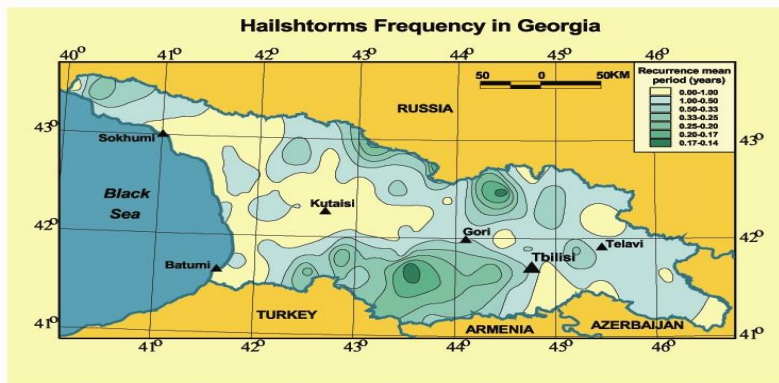 Hailshtorms Frequency in Georgia
40° 41° 42° 43° 44° 45° 46°
50 0 50KM
Recurrence mean
period (years)
0.00-1.00
1.00-0.50
0.50-0.33
0.33-0.25
0.25-0.20
0.20-0.17
0.17-0.14
RUSSIA
43° 43°
Sokhumi
Black
Sea
Kutaisi
42° 42°
Gori
Telavi
Tbilisi
Batumi
TURKEY
ARMENIA
AZERBAIJAN
41° 41°
41° 42° 43° 44° 45° 46°